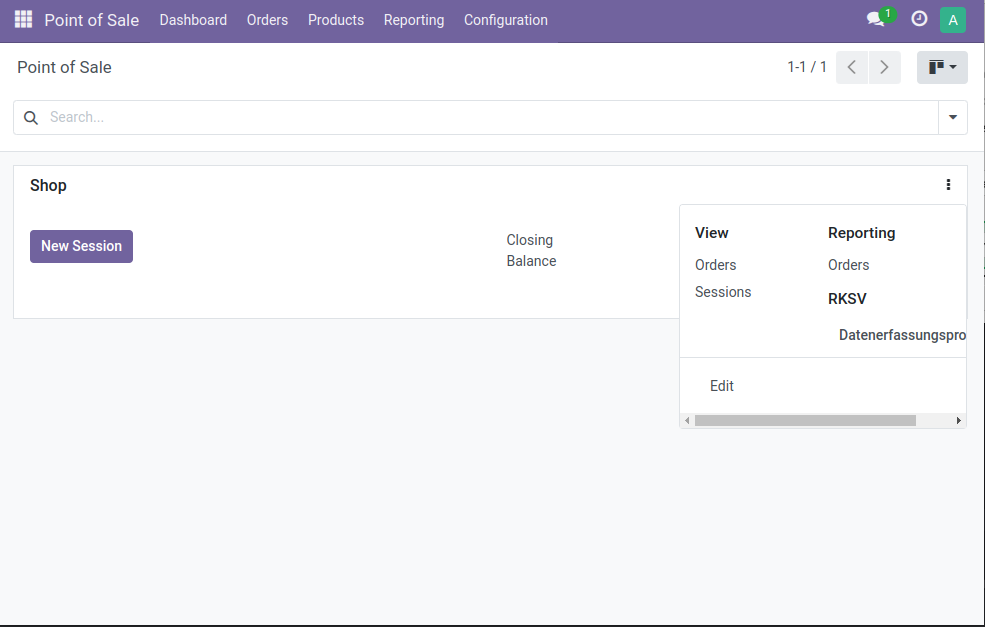 Point of Sale Dashboard Orders Products Reporting Configuration 1 A
Point of Sale 1-1 / 1
Search...
Shop
New Session
Closing
Balance
View
Orders
Sessions
Reporting
Orders
RKSV
Datenerfassungspro
Edit